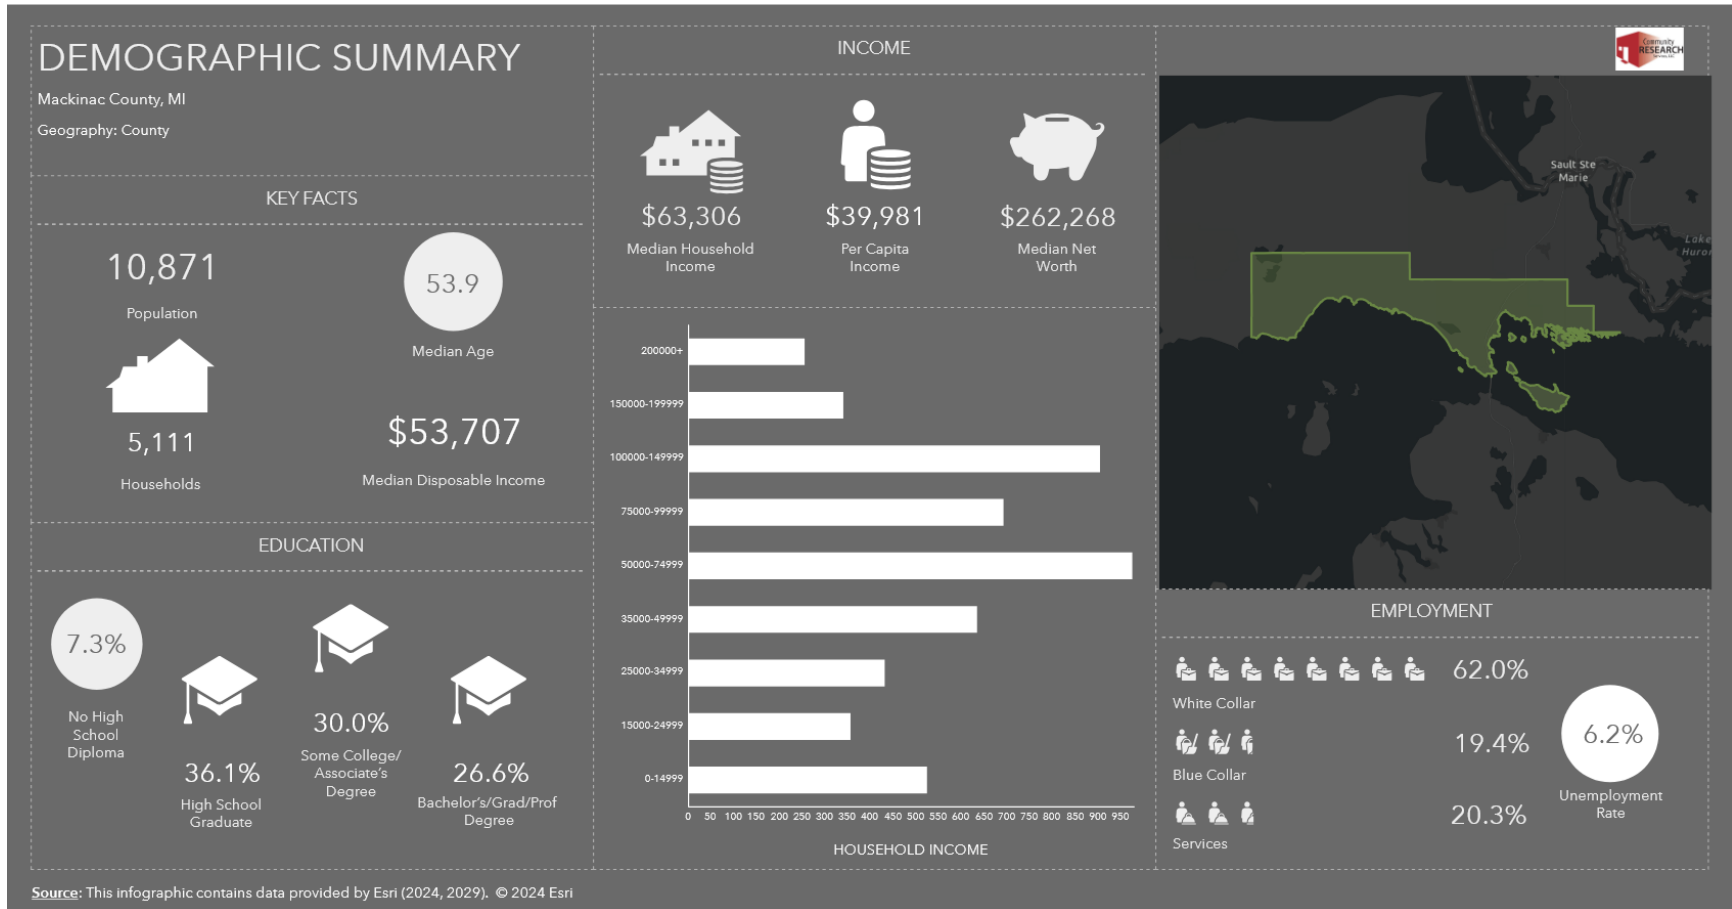 DEMOGRAPHIC SUMMARY
Mackinac County, MI
Geography: County
KEY FACTS
10,871
Population
53.9
Median Age
5,111
Households
$53,707
Median Disposable Income
EDUCATION
7.3%
No High
School
Diploma
36.1%
High School
Graduate
30.0%
Some College/
Associate's
Degree
26.6%
Bachelor's/Grad/Prof
Degree
INCOME
$63,306
Median Household
Income
$39,981
Per Capita
Income
$262,268
Median Net
Worth
200000+
150000-199999
100000-149999
75000-99999
50000-74999
35000-49999
25000-34999
15000-24999
0-14999
0 50 100 150 200 250 300 350 400 450 500 550 600 650 700 750 800 850 900 950
HOUSEHOLD INCOME
Community
RESEARCH
Sault Ste
Marie
Lake
Huron
EMPLOYMENT
62.0%
White Collar
19.4%
Blue Collar
20.3%
Services
6.2%
Unemployment
Rate
Source: This infographic contains data provided by Esri (2024, 2029). © 2024 Esri